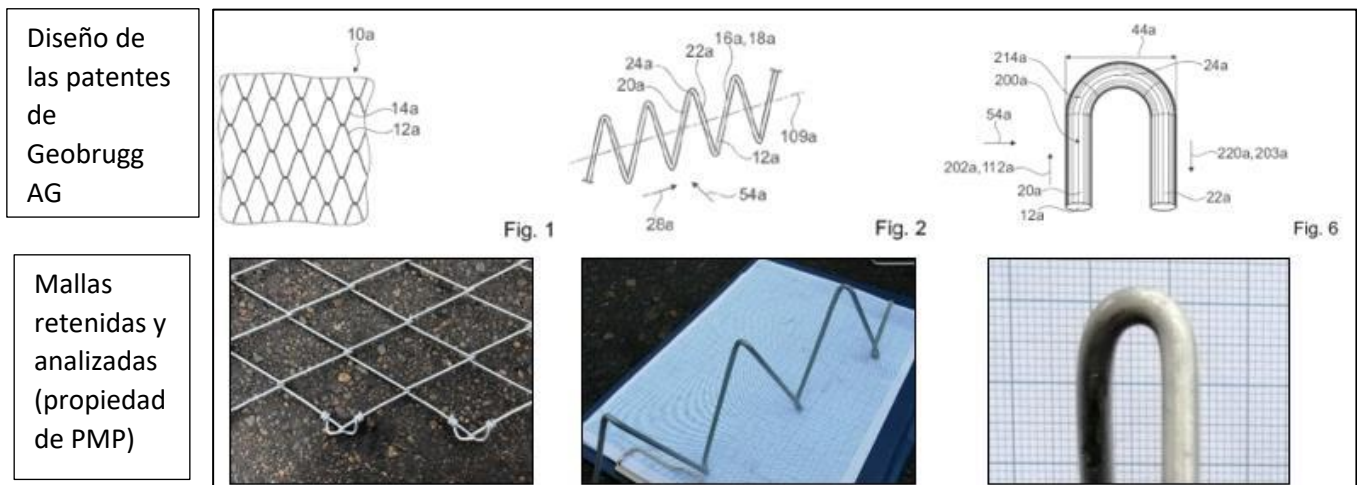 Diseño de
las patentes
de
Geobrugg
AG
10a
14a
12a
Fig. 1
16a,18a
22a
24a
20a
109a
12a
54a
28a
Fig. 2
44a
214a
24a
200a
54a
202a,112a
220a,203a
20a
22a
12a
Fig. 6
Mallas
retenidas y
analizadas
(propiedad
de PMP)